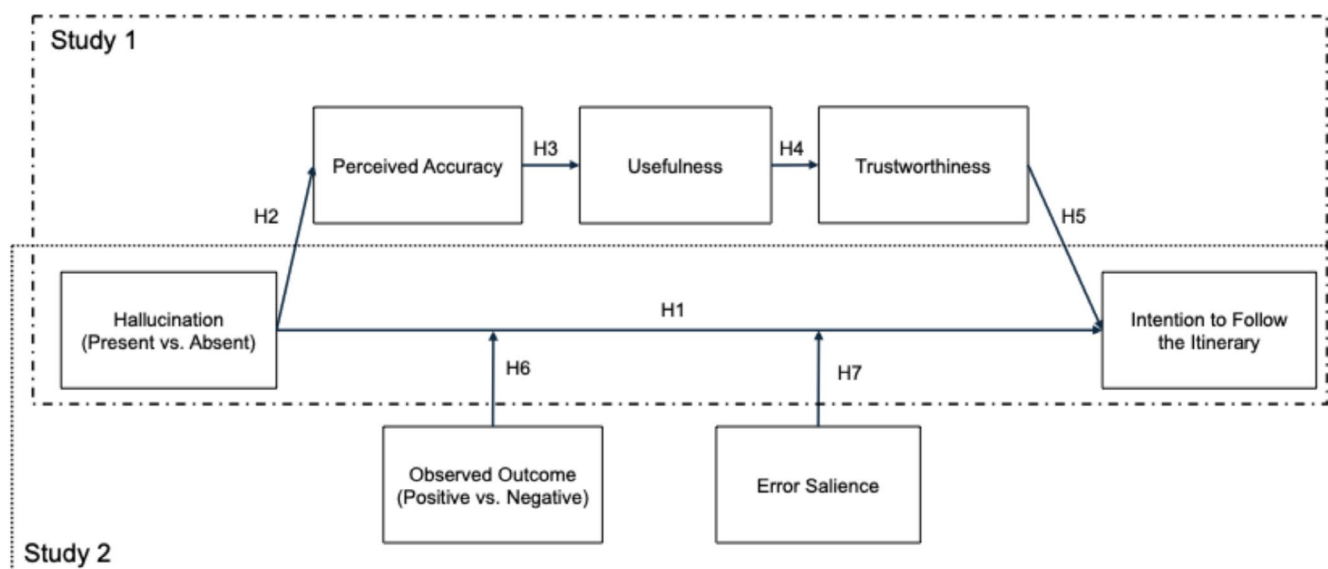 Study 1
Perceived Accuracy
H3
Usefulness
H4
Trustworthiness
H2
H5
Hallucination
(Present vs. Absent)
H1
Intention to Follow
the Itinerary
H6
H7
Observed Outcome
(Positive vs. Negative)
Error Salience
Study 2